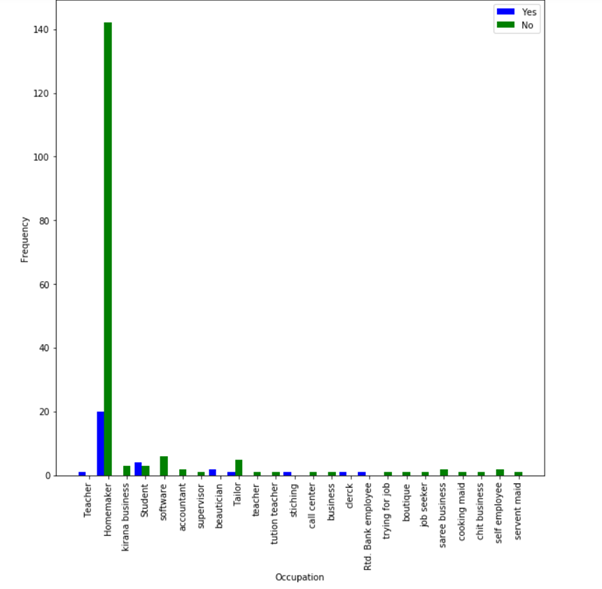 Yes
No
140
120
100
80
60
40
20
0
Frequency
Teacher
Homemaker
kirana business
Student
software
accountant
supervisor
beautician
Tailor
teacher
tution teacher
stiching
call center
business
clerck
Rtd. Bank employee
trying for job
boutique
job seeker
saree business
cooking maid
chit business
self employee
servent maid
Occupation